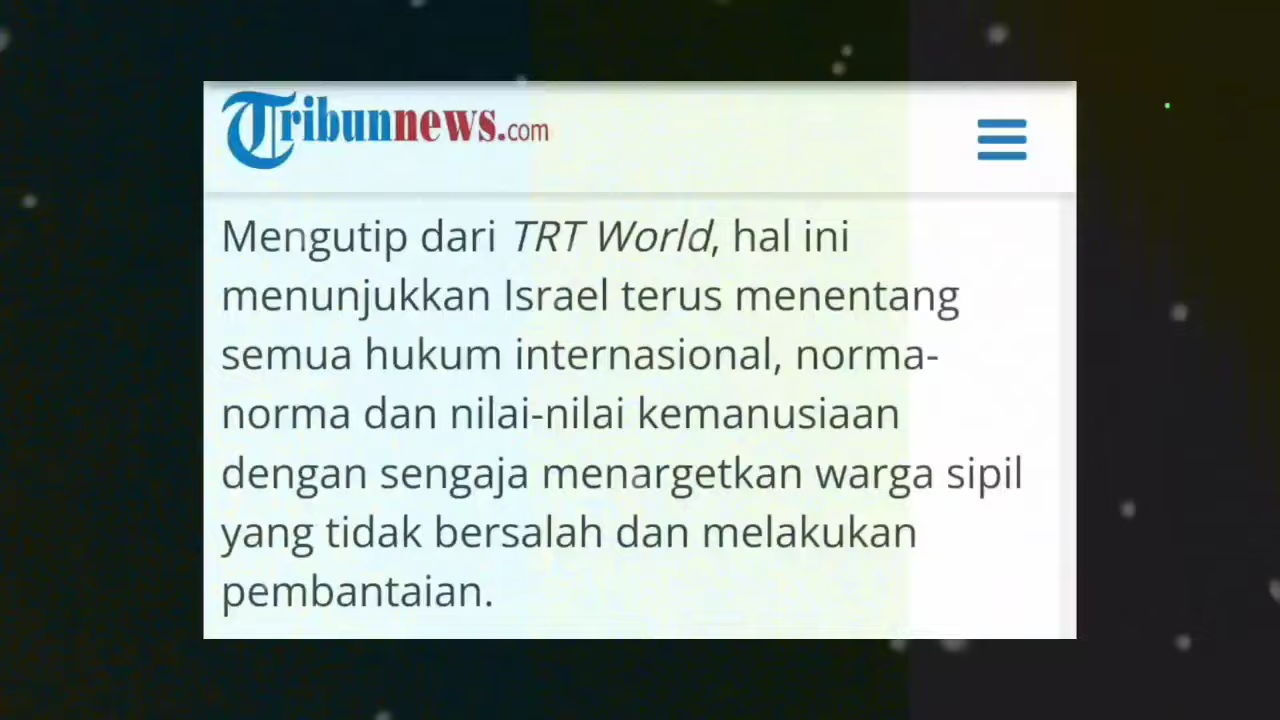 Tribunnews.com
Mengutip dari TRT World, hal ini
menunjukkan Israel terus menentang
semua hukum internasional, norma-
norma dan nilai-nilai kemanusiaan
dengan sengaja menargetkan warga sipil
yang tidak bersalah dan melakukan
pembantaian.